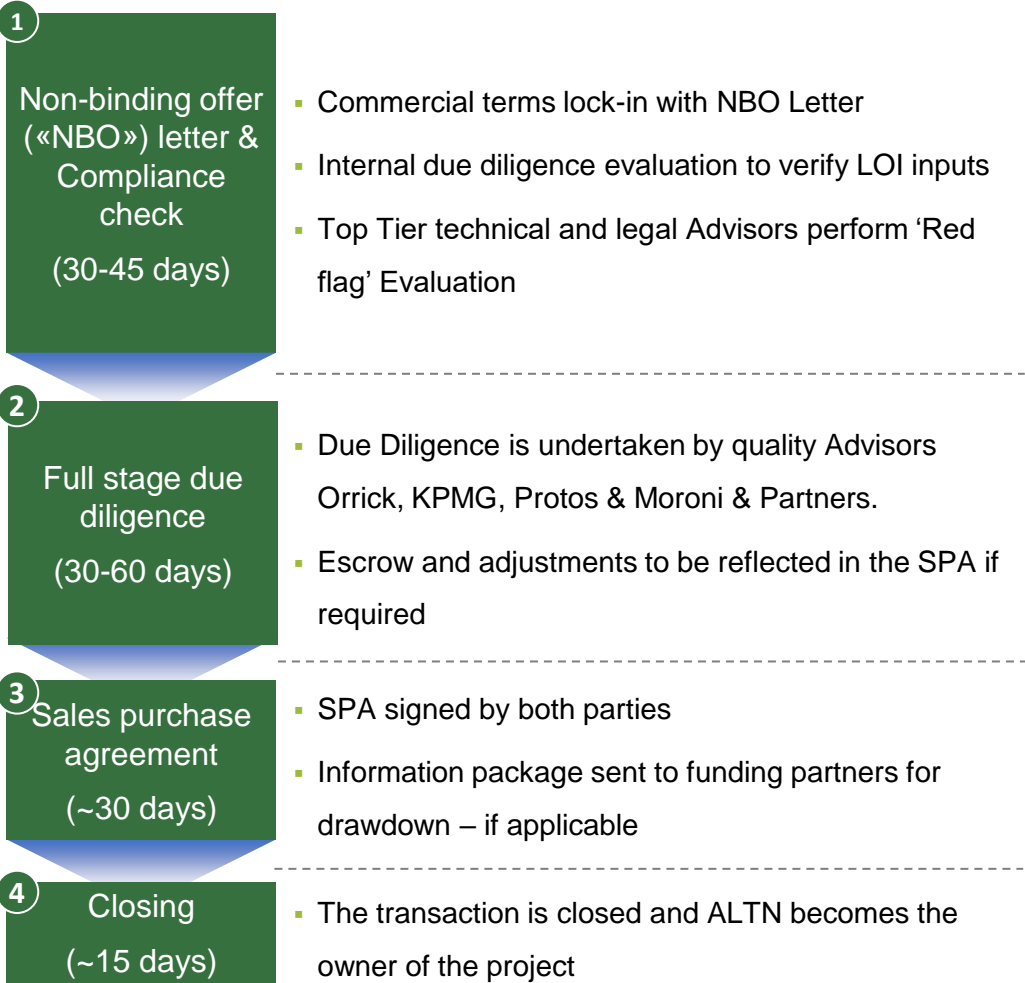 1
Non-binding offer
(«NBO») letter &
Compliance
check
(30-45 days)
▪ Commercial terms lock-in with NBO Letter
▪ Internal due diligence evaluation to verify LOI inputs
▪ Top Tier technical and legal Advisors perform ‘Red
flag’ Evaluation
2
Full stage due
diligence
(30-60 days)
▪ Due Diligence is undertaken by quality Advisors
Orrick, KPMG, Protos & Moroni & Partners.
▪ Escrow and adjustments to be reflected in the SPA if
required
3
Sales purchase
agreement
(~30 days)
▪ SPA signed by both parties
▪ Information package sent to funding partners for
drawdown – if applicable
4
Closing
(~15 days)
▪ The transaction is closed and ALTN becomes the
owner of the project